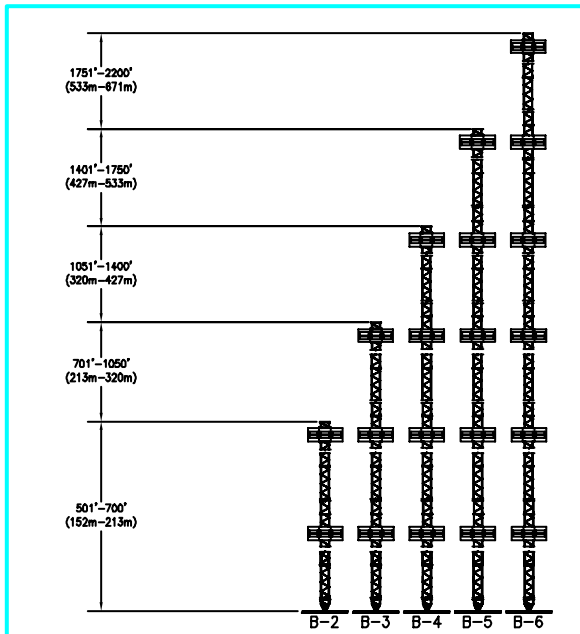 1751'-2200'
(533m-671m)
1401'-1750'
(427m-533m)
1051'-1400'
(320m-427m)
701'-1050'
(213m-320m)
501'-700'
(152m-213m)
B-2 B-3 B-4 B-5 B-6